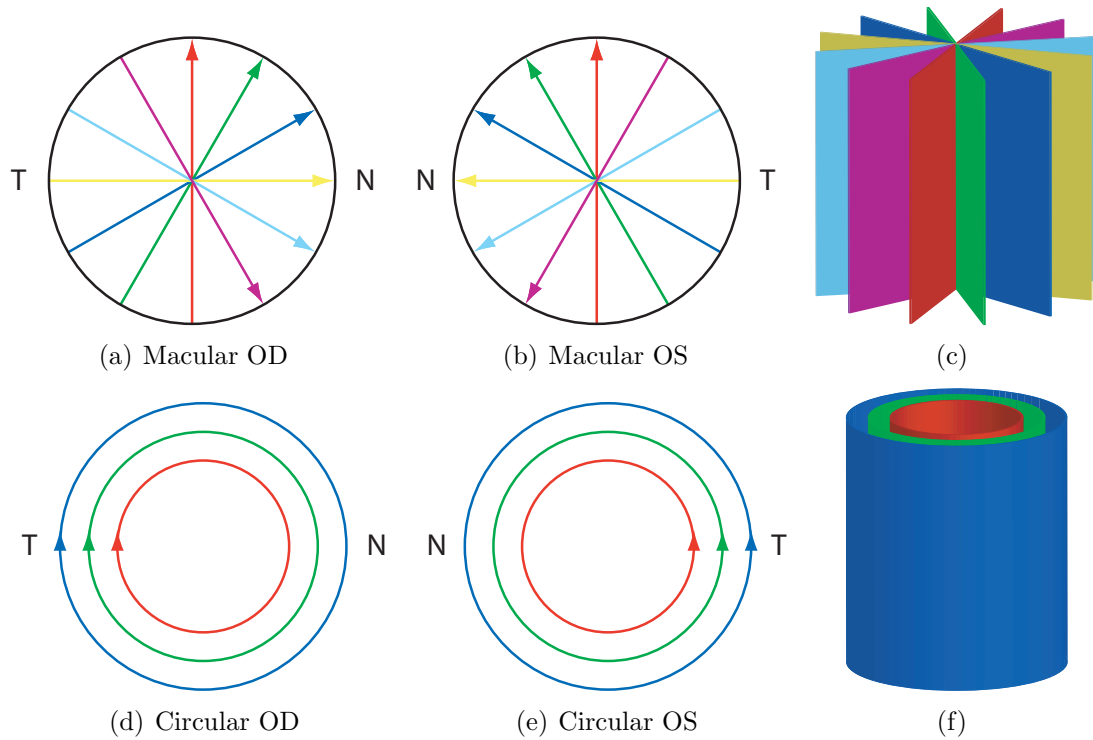 T N N T
(a) Macular OD (b) Macular OS (c)
T N N T
(d) Circular OD (e) Circular OS (f)